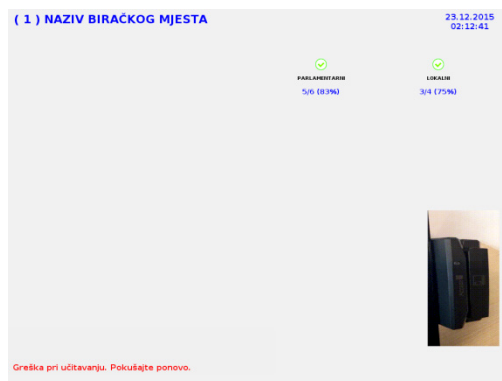 ( 1 ) NAZIV BIRAČKOG MJESTA
23.12.2015
02:12:41
PARLAMENTARNI
LOKALNI
5/6 (83%)
3/4 (75%)
Greška pri učitavanju. Pokušajte ponovo.